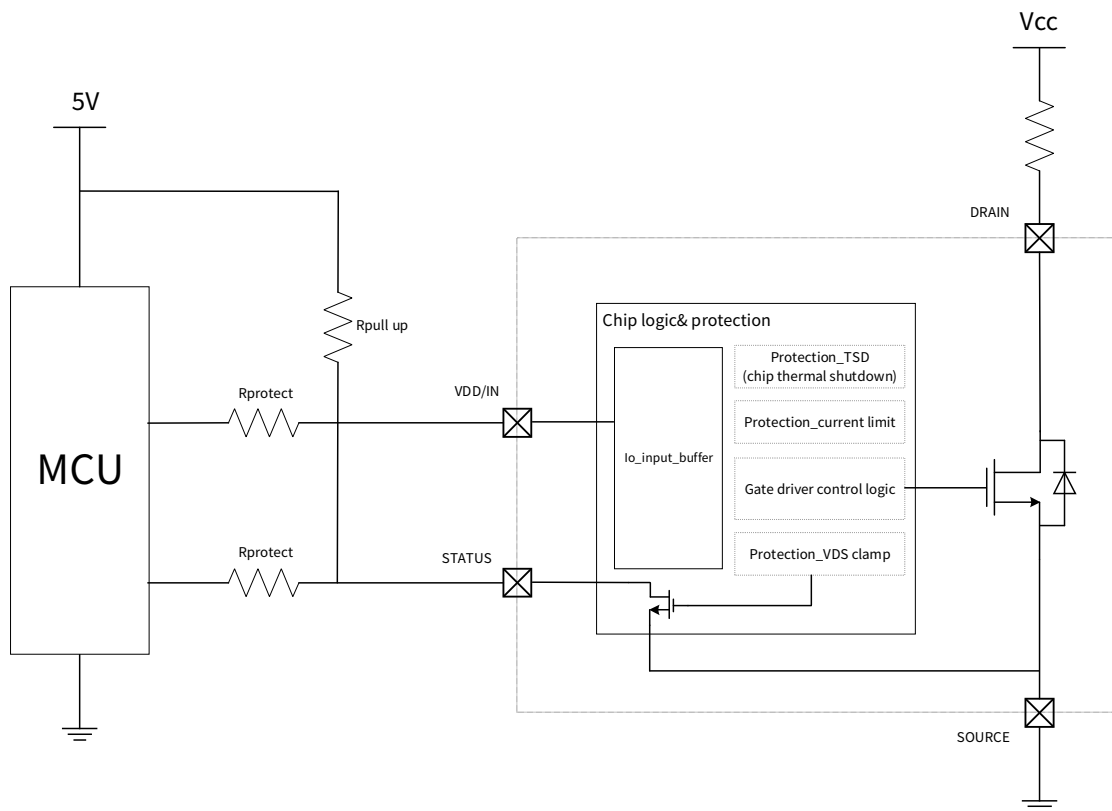 Vcc
5V
DRAIN
Rpull up
Chip logic& protection
Protection_TSD
(chip thermal shutdown)
Rprotect
VDD/IN
Protection_current limit
MCU
Io_input_buffer
Gate driver control logic
Rprotect
STATUS
Protection_VDS clamp
SOURCE